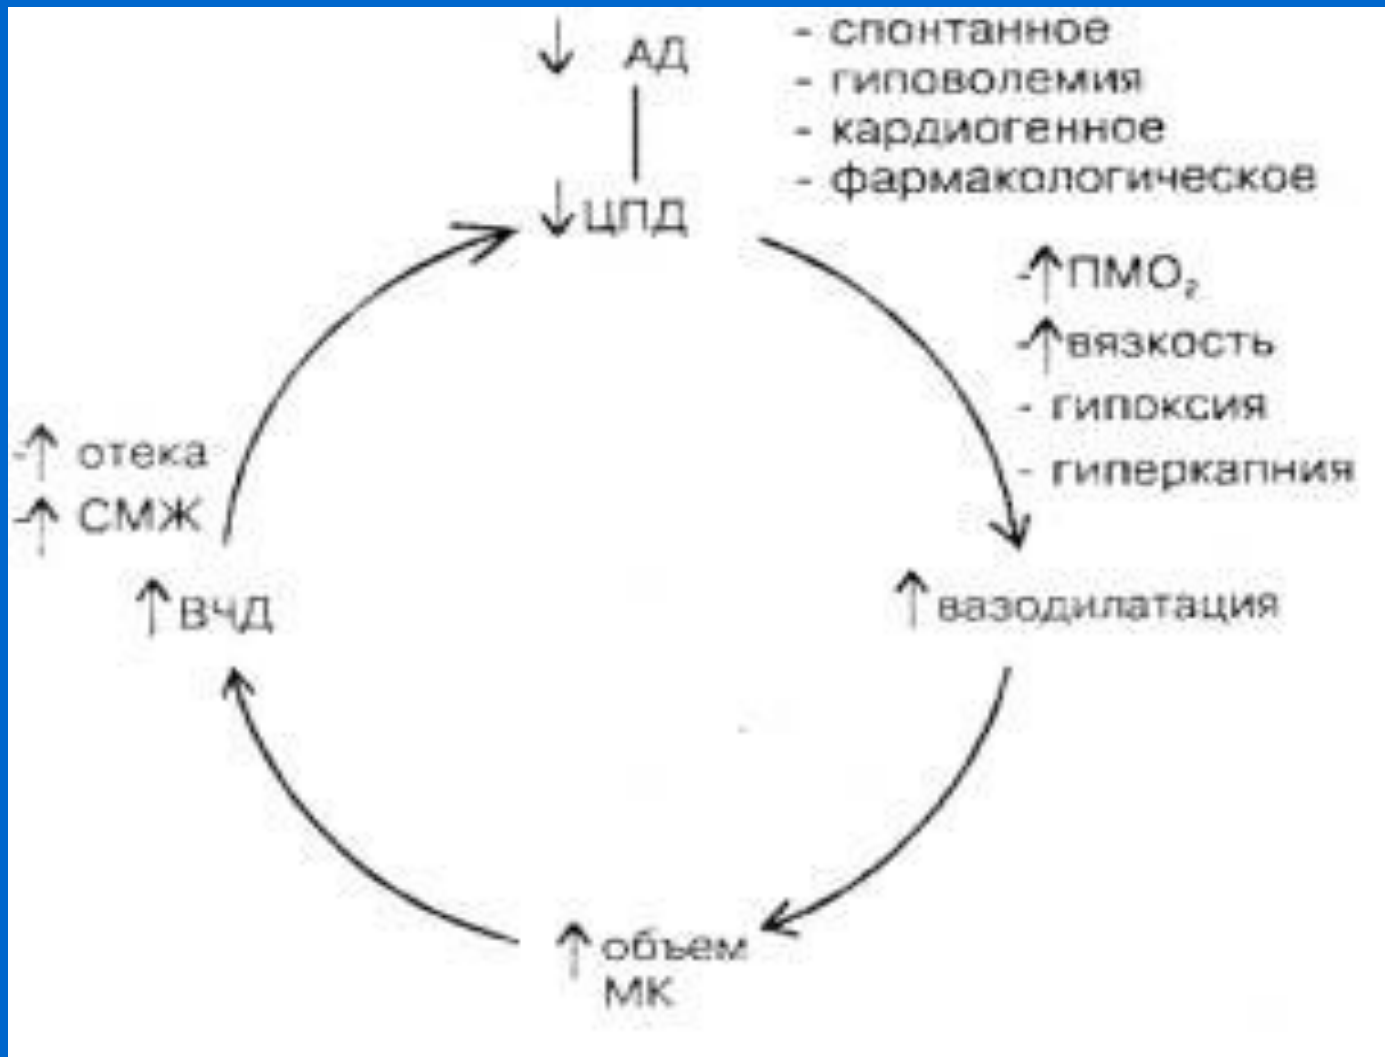 ↓ АД
- спонтанное
- гиповолемия
- кардиогенное
- фармакологическое
↓ ЦПД
-↑ПМО₂
-↑вязкость
- гипоксия
- гиперкапния
↑ вазодилатация
↑ объем
МК
↑ ВЧД
-↑ отека
-↑ СМЖ